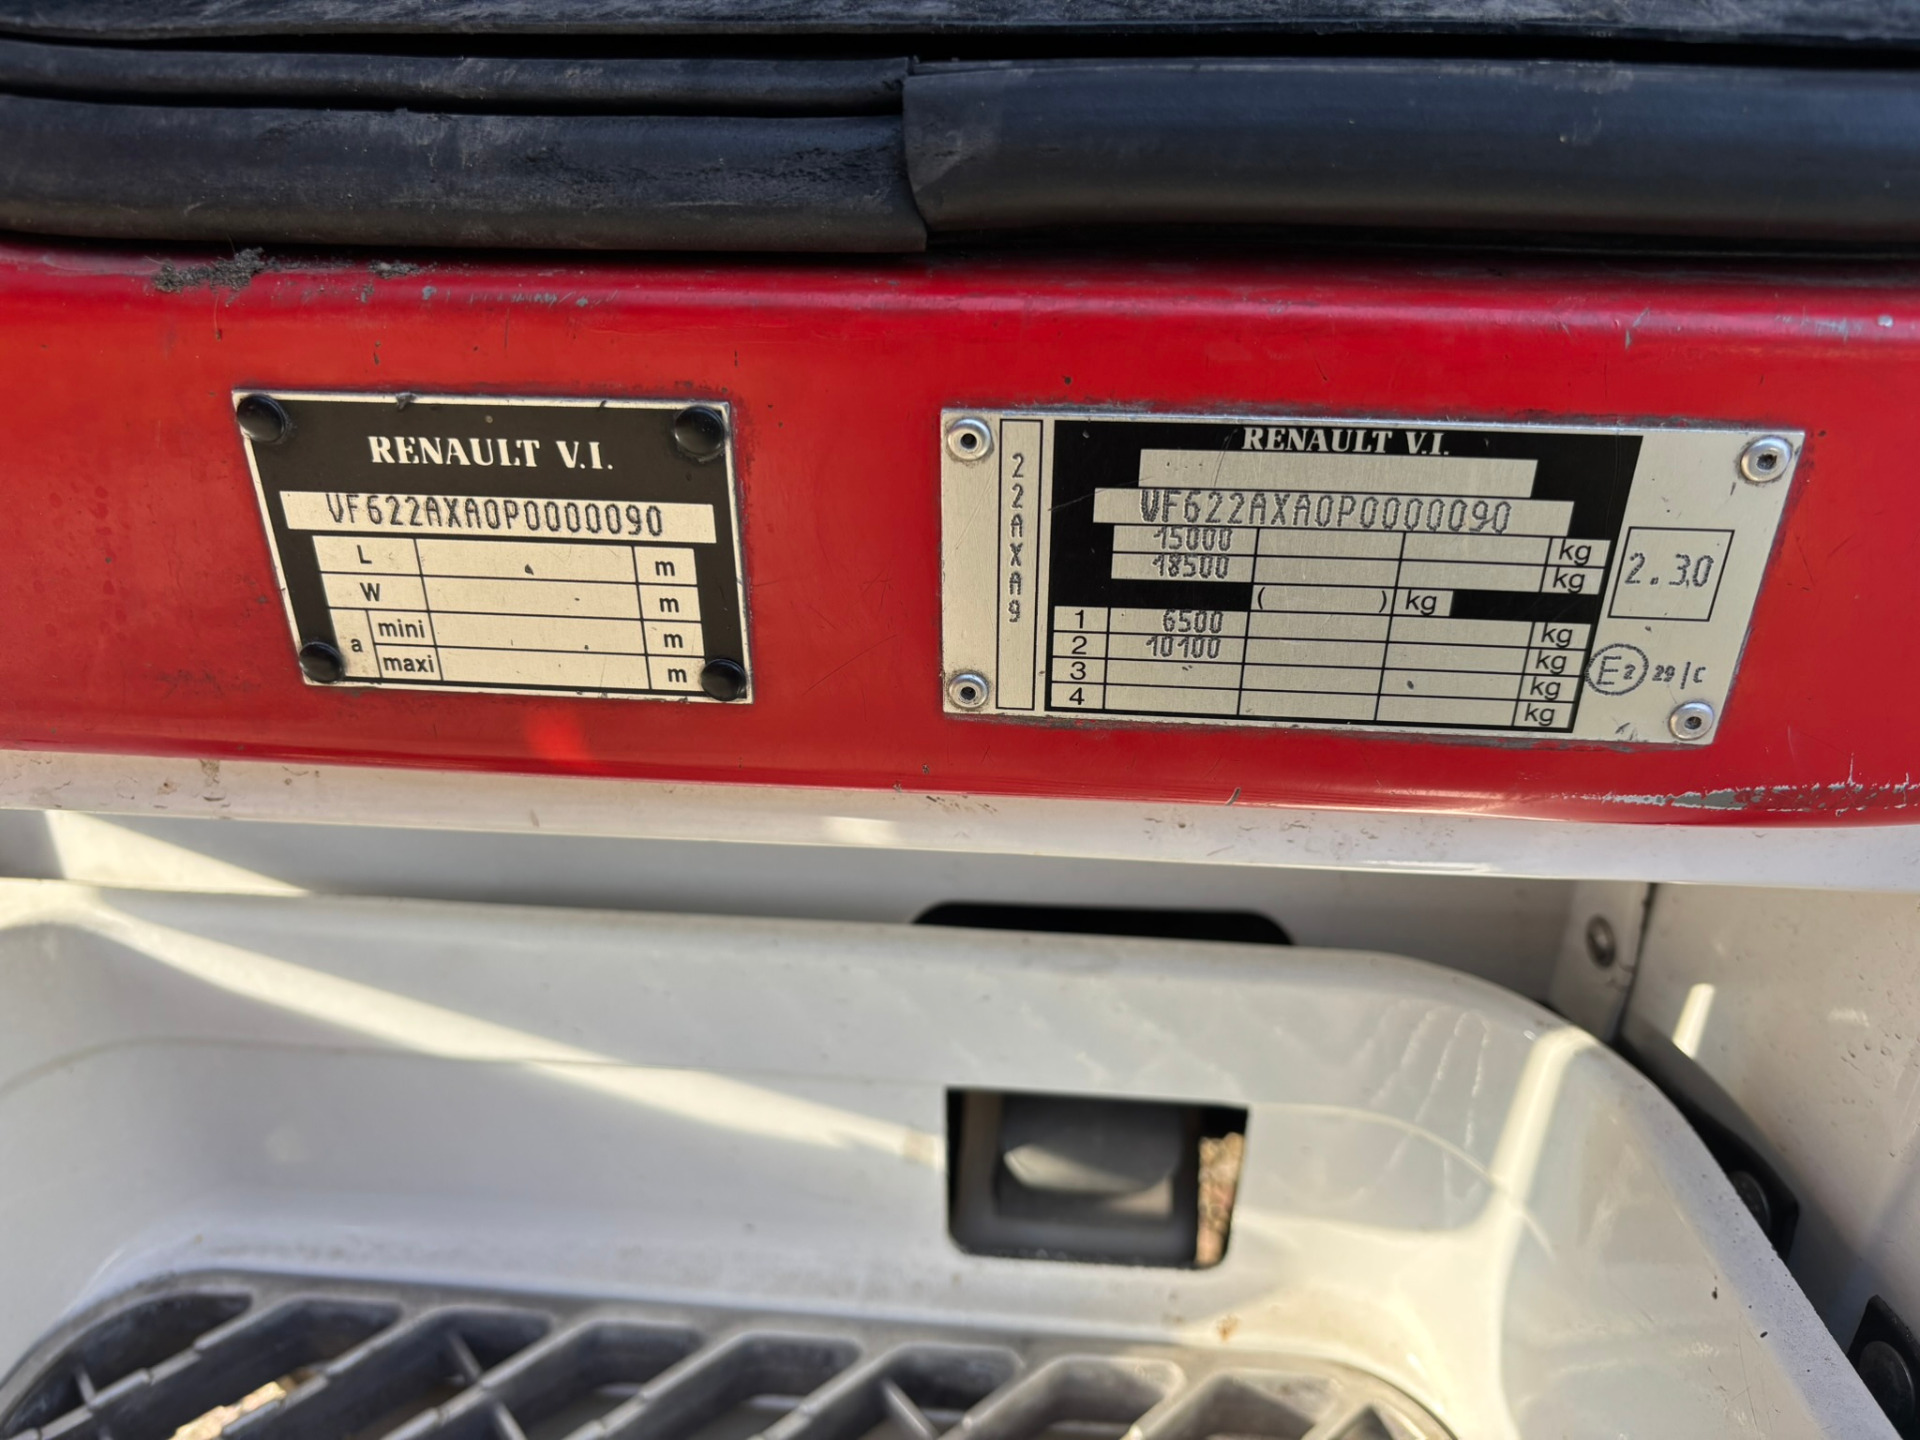 RENAULT V.I.
VF622AXA0P0000090
L m
W m
a mini m
maxi m
22AXA9
RENAULT V.I.
VF622AXA0P0000090
15000 kg
18500 kg
( ) kg
1 6500 kg
2 10100 kg
3 kg
4 kg
2.30
E2 29/C